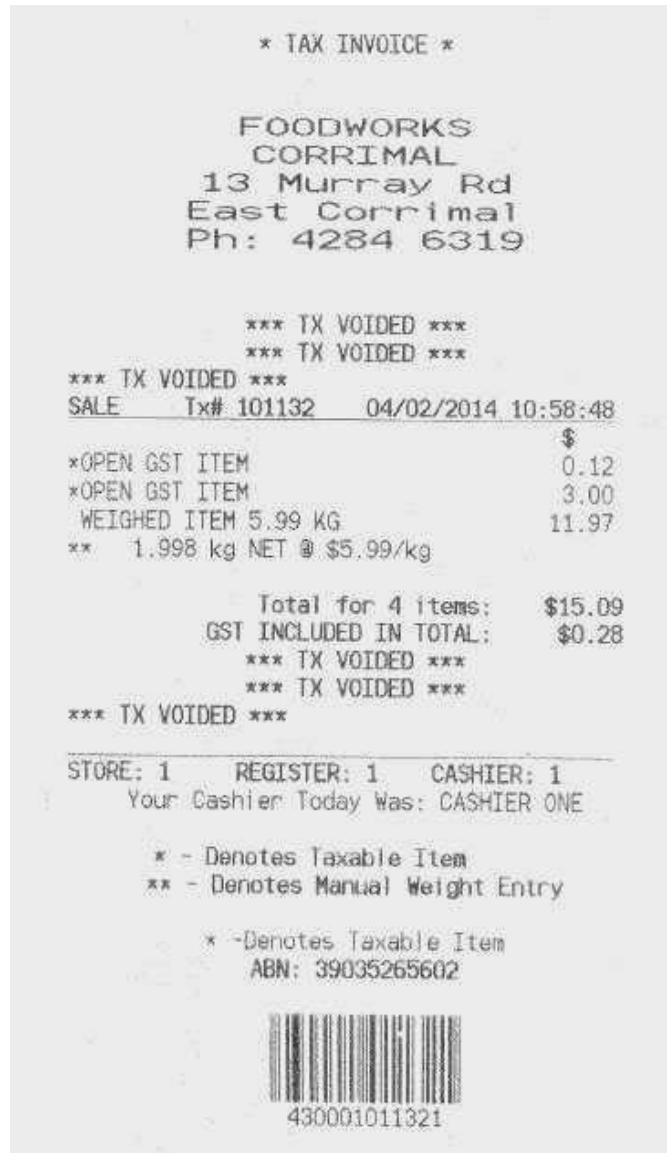 * TAX INVOICE *
FOODWORKS
CORRIMAL
13 Murray Rd
East Corrimal
Ph: 4284 6319
*** TX VOIDED ***
*** TX VOIDED ***
*** TX VOIDED ***
SALE Tx# 101132 04/02/2014 10:58:48
$
*OPEN GST ITEM 0.12
*OPEN GST ITEM 3.00
WEIGHED ITEM 5.99 KG 11.97
** 1.998 kg NET @ $5.99/kg
Total for 4 items: $15.09
GST INCLUDED IN TOTAL: $0.28
*** TX VOIDED ***
*** TX VOIDED ***
*** TX VOIDED ***
STORE: 1 REGISTER: 1 CASHIER: 1
Your Cashier Today Was: CASHIER ONE
* - Denotes Taxable Item
** - Denotes Manual Weight Entry
* -Denotes Taxable Item
ABN: 39035265602
430001011321